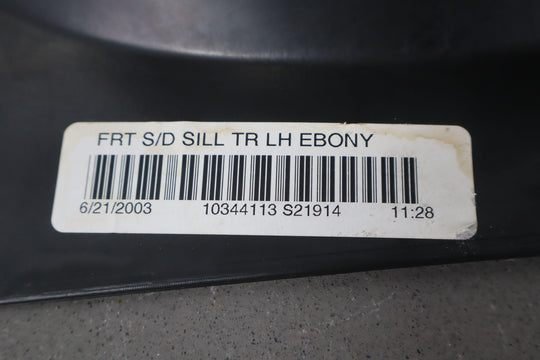 FRT S/D SILL TR LH EBONY
6/21/2003 10344113 S21914 11:28